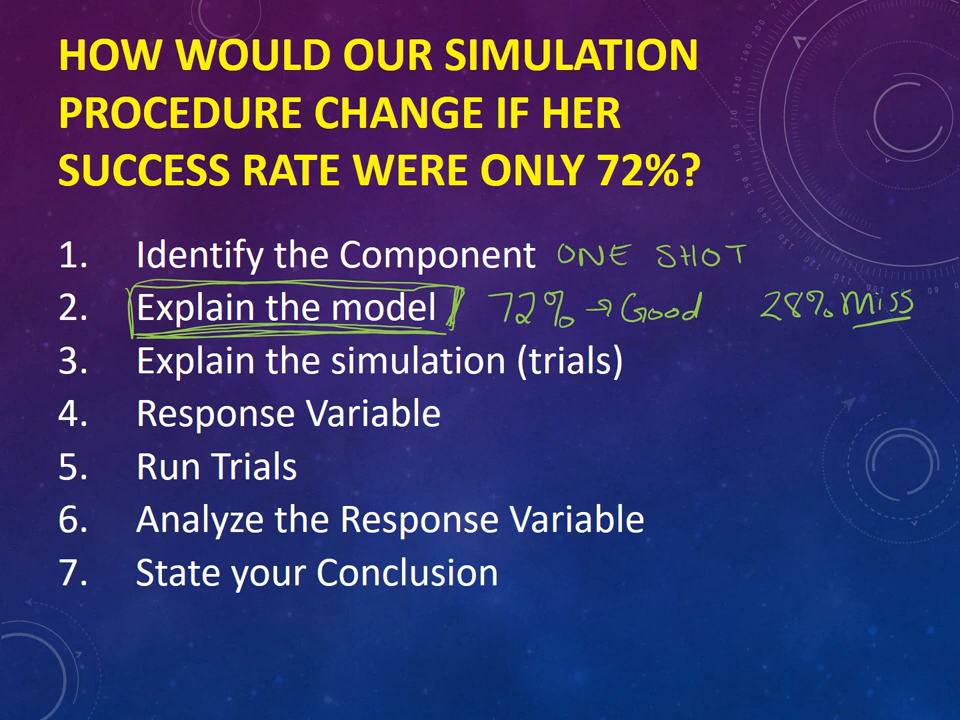 HOW WOULD OUR SIMULATION
PROCEDURE CHANGE IF HER
SUCCESS RATE WERE ONLY 72%?
1. Identify the Component ONE SHOT
2. Explain the model 72% → Good 28% Miss
3. Explain the simulation (trials)
4. Response Variable
5. Run Trials
6. Analyze the Response Variable
7. State your Conclusion